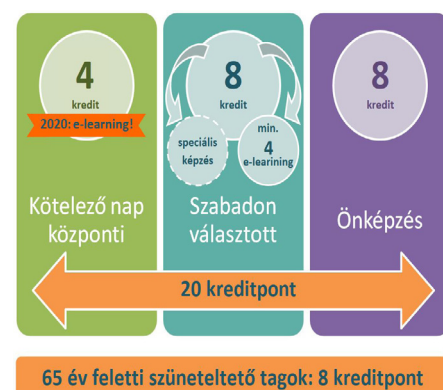 4
kredit
2020: e-learning!
Kötelező nap
központi
8
kredit
speciális
képzés
min.
4
e-learining
Szabadon
választott
8
kredit
Önképzés
20 kreditpont
65 év feletti szüneteltető tagok: 8 kreditpont